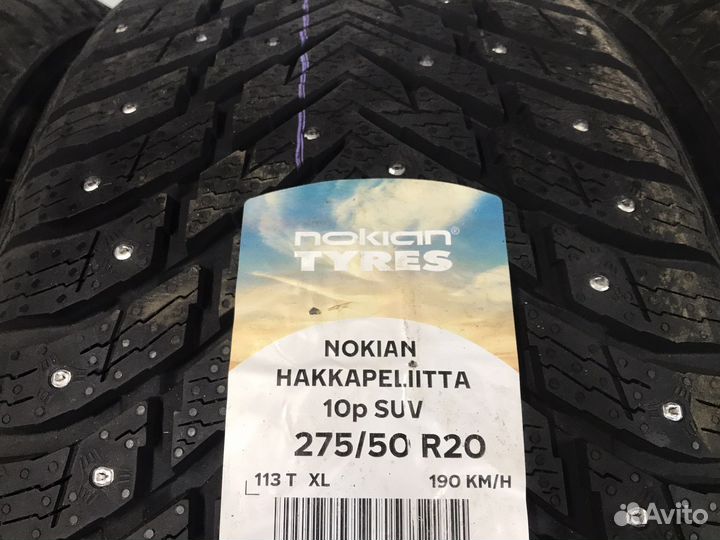 nokian®
TYRES
NOKIAN
HAKKAPELIITTA
10p SUV
275/50 R20
113 T XL 190 KM/H
Avito